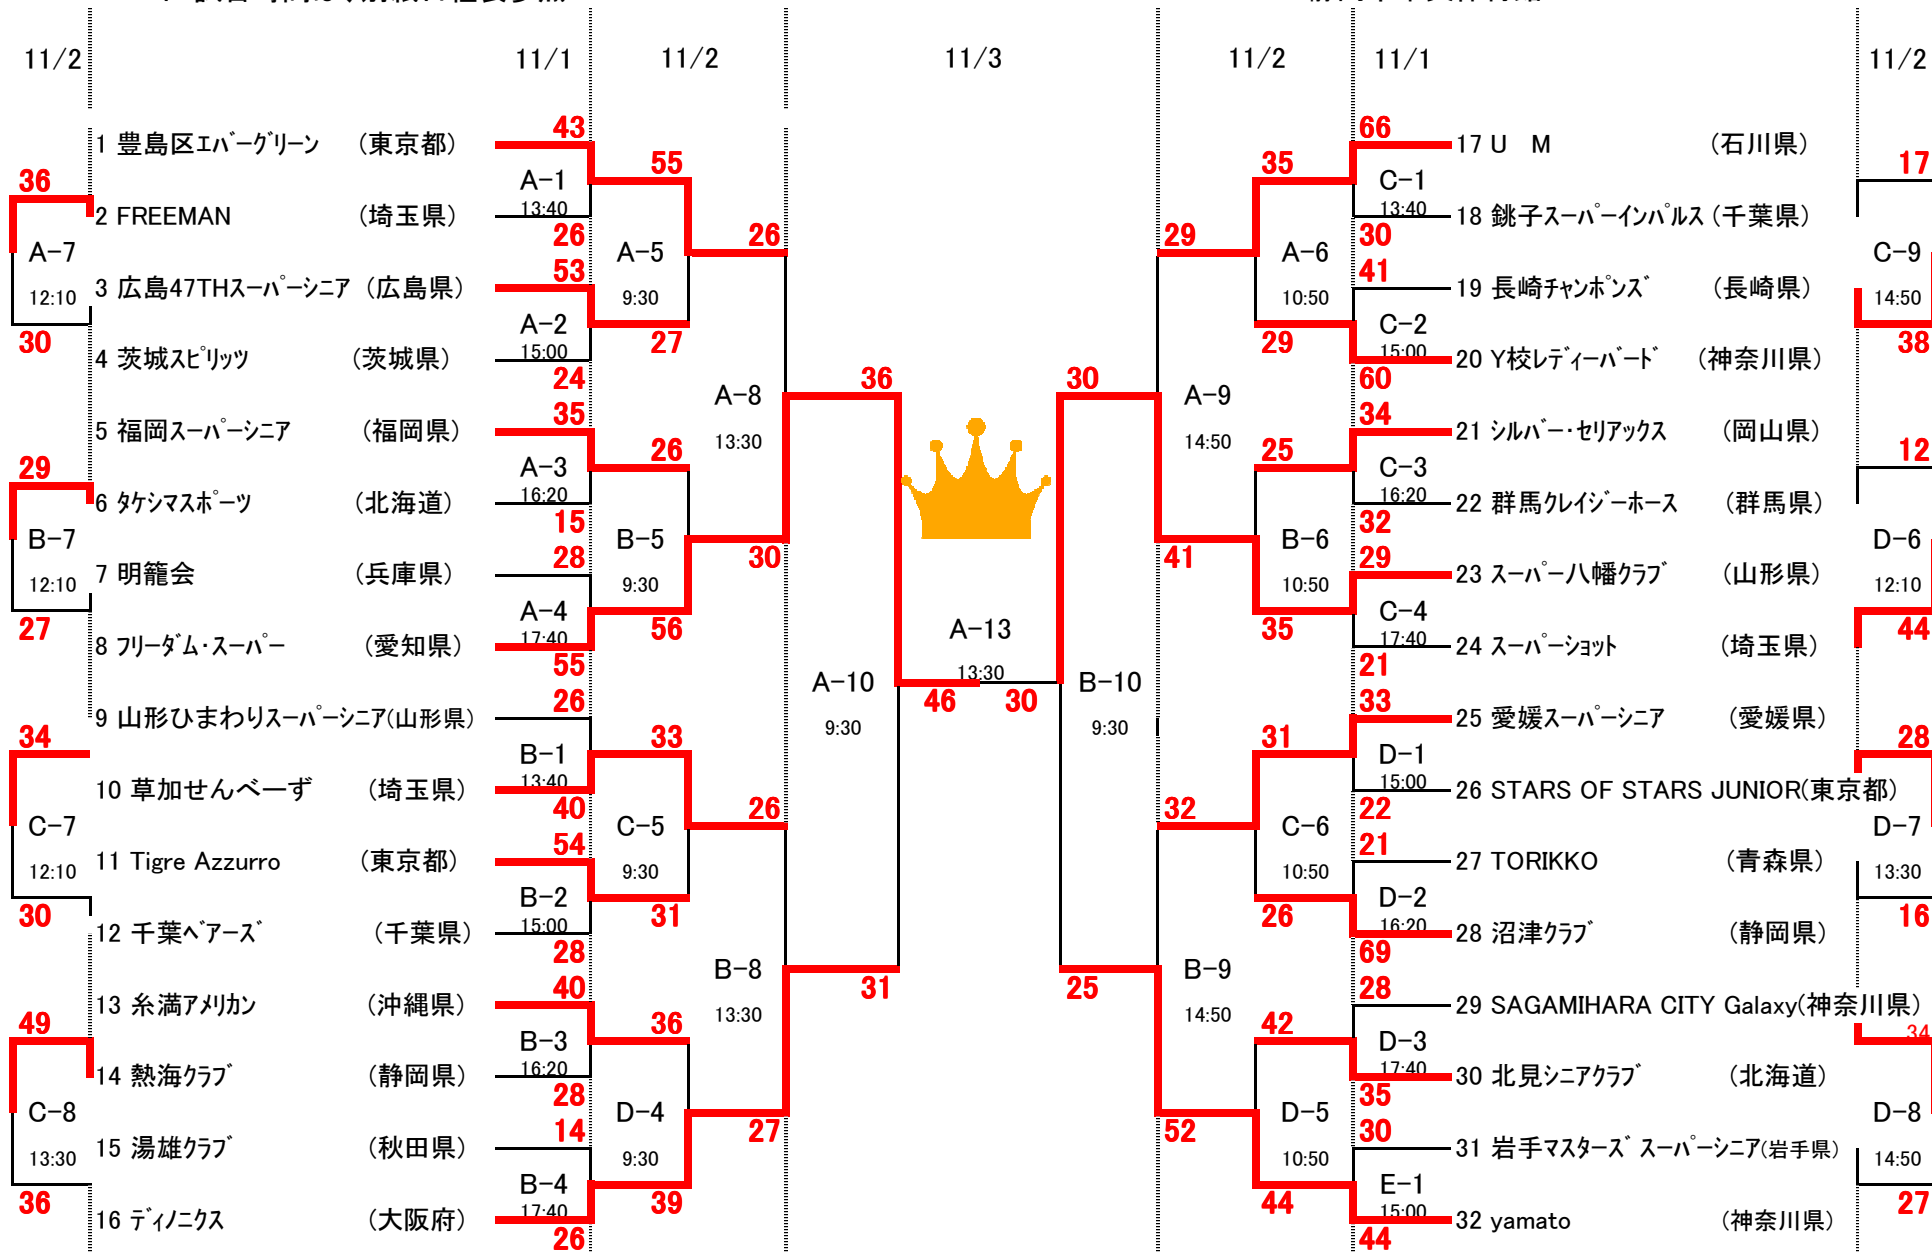 11/2
11/1
11/2
11/3
11/2
11/1
11/2
1 豊島区ｴﾊﾞｰｸﾞﾘｰﾝ (東京都)
2 FREEMAN (埼玉県)
3 広島47THｽｰﾊﾟｰｼﾆｱ (広島県)
4 茨城ｽﾋﾟﾘｯﾂ (茨城県)
5 福岡ｽｰﾊﾟｰｼﾆｱ (福岡県)
6 ﾀｹｼﾏｽﾎﾟｰﾂ (北海道)
7 明籠会 (兵庫県)
8 ﾌﾘｰﾀﾞﾑ・ｽｰﾊﾟｰ (愛知県)
9 山形ひまわりｽｰﾊﾟｰｼﾆｱ(山形県)
10 草加せんべーず (埼玉県)
11 Tigre Azzurro (東京都)
12 千葉ﾍﾞｱｰｽﾞ (千葉県)
13 糸満ｱﾒﾘｶﾝ (沖縄県)
14 熱海ｸﾗﾌﾞ (静岡県)
15 湯雄ｸﾗﾌﾞ (秋田県)
16 ﾃﾞｨﾉﾆｸｽ (大阪府)
36
A-7
12:10
30
29
B-7
12:10
27
34
C-7
12:10
30
49
C-8
13:30
36
43
A-1
13:40
26
53
A-2
15:00
24
35
A-3
16:20
15
28
A-4
17:40
55
26
B-1
13:40
40
54
B-2
15:00
28
40
B-3
16:20
28
14
B-4
17:40
26
55
A-5
9:30
27
26
B-5
9:30
56
33
C-5
9:30
31
36
D-4
9:30
39
26
A-8
13:30
30
26
B-8
13:30
27
36
A-10
9:30
31
A-13
13:30
46
30
30
B-10
9:30
25
29
A-9
14:50
41
32
B-9
14:50
52
35
A-6
10:50
29
25
B-6
10:50
35
31
C-6
10:50
26
42
D-5
10:50
44
66
C-1
13:40
30
41
C-2
15:00
60
34
C-3
16:20
32
29
C-4
17:40
21
33
D-1
15:00
22
21
D-2
16:20
69
28
D-3
17:40
35
30
E-1
15:00
44
17 U M (石川県)
18 銚子ｽｰﾊﾟｰｲﾝﾊﾟﾙｽ (千葉県)
19 長崎ﾁｬﾝﾎﾟﾝｽﾞ (長崎県)
20 Y校ﾚﾃﾞｨｰﾊﾞｰﾄﾞ (神奈川県)
21 ｼﾙﾊﾞｰ・ｾﾘｱｯｸｽ (岡山県)
22 群馬ｸﾚｲｼﾞｰﾎｰｽ (群馬県)
23 ｽｰﾊﾟｰ八幡ｸﾗﾌﾞ (山形県)
24 ｽｰﾊﾟｰｼｮｯﾄ (埼玉県)
25 愛媛ｽｰﾊﾟｰｼﾆｱ (愛媛県)
26 STARS OF STARS JUNIOR(東京都)
27 TORIKKO (青森県)
28 沼津ｸﾗﾌﾞ (静岡県)
29 SAGAMIHARA CITY Galaxy(神奈川県)
30 北見ｼﾆｱｸﾗﾌﾞ (北海道)
31 岩手ﾏｽﾀｰｽﾞ ｽｰﾊﾟｰｼﾆｱ(岩手県)
32 yamato (神奈川県)
17
C-9
14:50
38
12
D-6
12:10
44
28
D-7
13:30
16
34
D-8
14:50
27